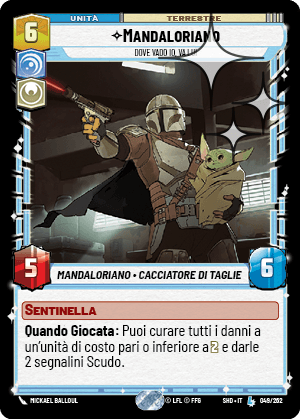 6
UNITÀ
TERRESTRE
MANDALORIANO
DOVE VADO IO, VA LUI
5
MANDALORIANO • CACCIATORE DI TAGLIE
6
SENTINELLA
Quando Giocata: Puoi curare tutti i danni a
un'unità di costo pari o inferiore a 2 e darle
2 segnalini Scudo.
MICKAEL BALLOUL
© LFL © FFG
SHD • IT L 049/262